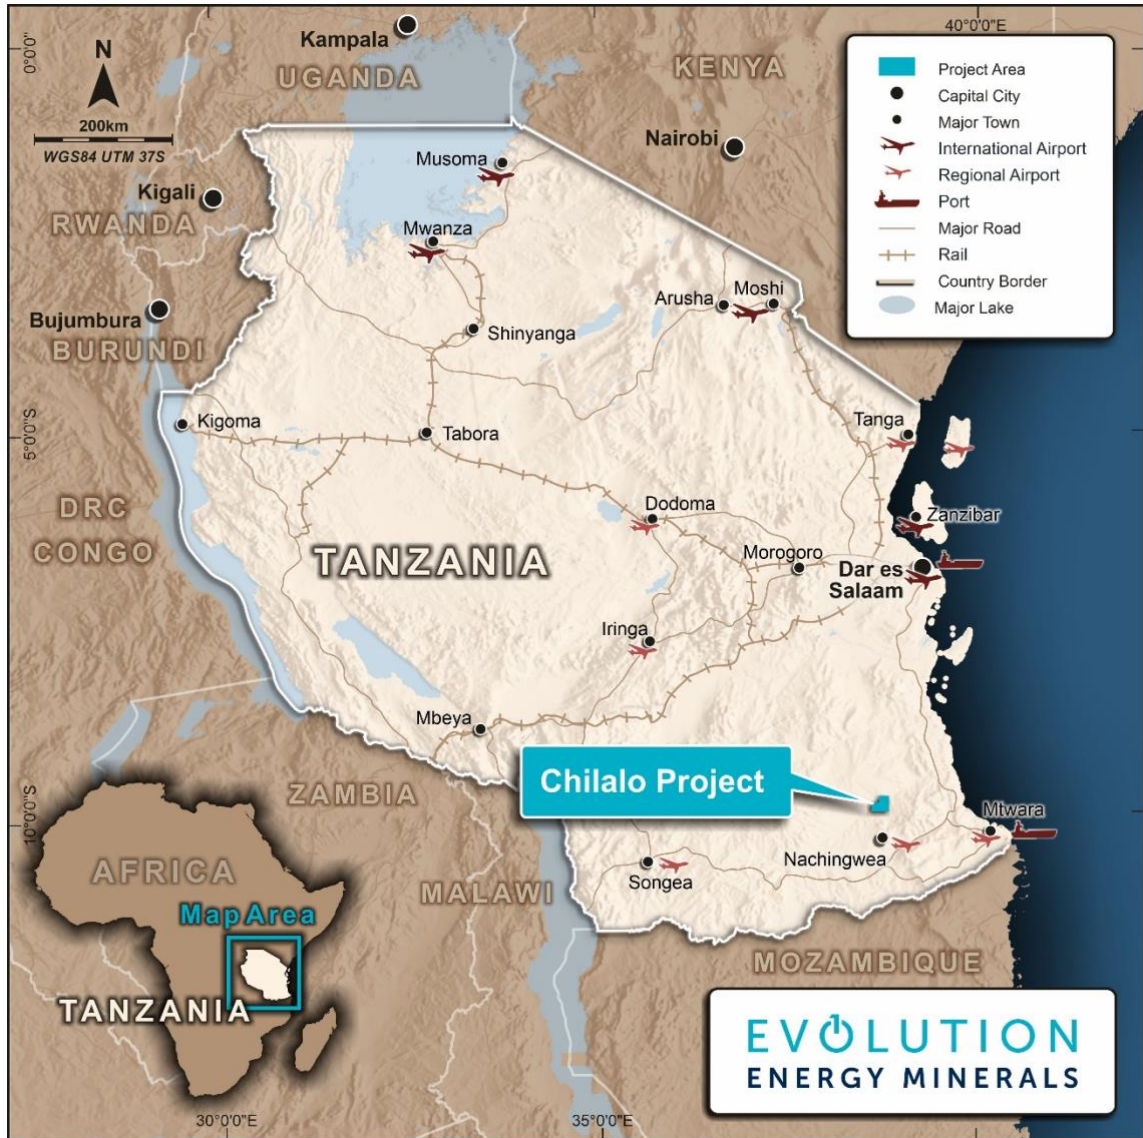 Kampala
UGANDA
KENYA
40°0'0"E
0°0'0"
N
200km
WGS84 UTM 37S
Nairobi
Musoma
Kigali
RWANDA
Mwanza
Project Area
Capital City
Major Town
International Airport
Regional Airport
Port
Major Road
Rail
Country Border
Major Lake
Arusha
Moshi
Bujumbura
BURUNDI
Shinyanga
Kigoma
Tabora
Tanga
5°0'0"S
DRC
CONGO
Dodoma
Zanzibar
TANZANIA
Morogoro
Dar es
Salaam
Iringa
Mbeya
Chilalo Project
ZAMBIA
10°0'0"S
Mtwara
Nachingwea
Songea
MALAWI
AFRICA
Map Area
TANZANIA
MOZAMBIQUE
EVOLUTION
ENERGY MINERALS
30°0'0"E
35°0'0"E